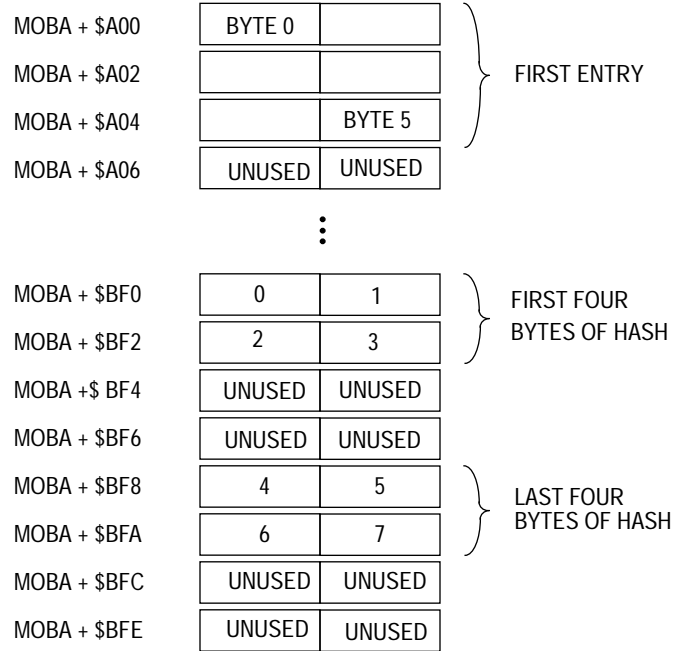 MOBA + $A00 BYTE 0
MOBA + $A02 FIRST ENTRY
MOBA + $A04 BYTE 5
MOBA + $A06 UNUSED UNUSED
MOBA + $BF0 0 1 FIRST FOUR
MOBA + $BF2 2 3 BYTES OF HASH
MOBA +$ BF4 UNUSED UNUSED
MOBA + $BF6 UNUSED UNUSED
MOBA + $BF8 4 5 LAST FOUR
MOBA + $BFA 6 7 BYTES OF HASH
MOBA + $BFC UNUSED UNUSED
MOBA + $BFE UNUSED UNUSED